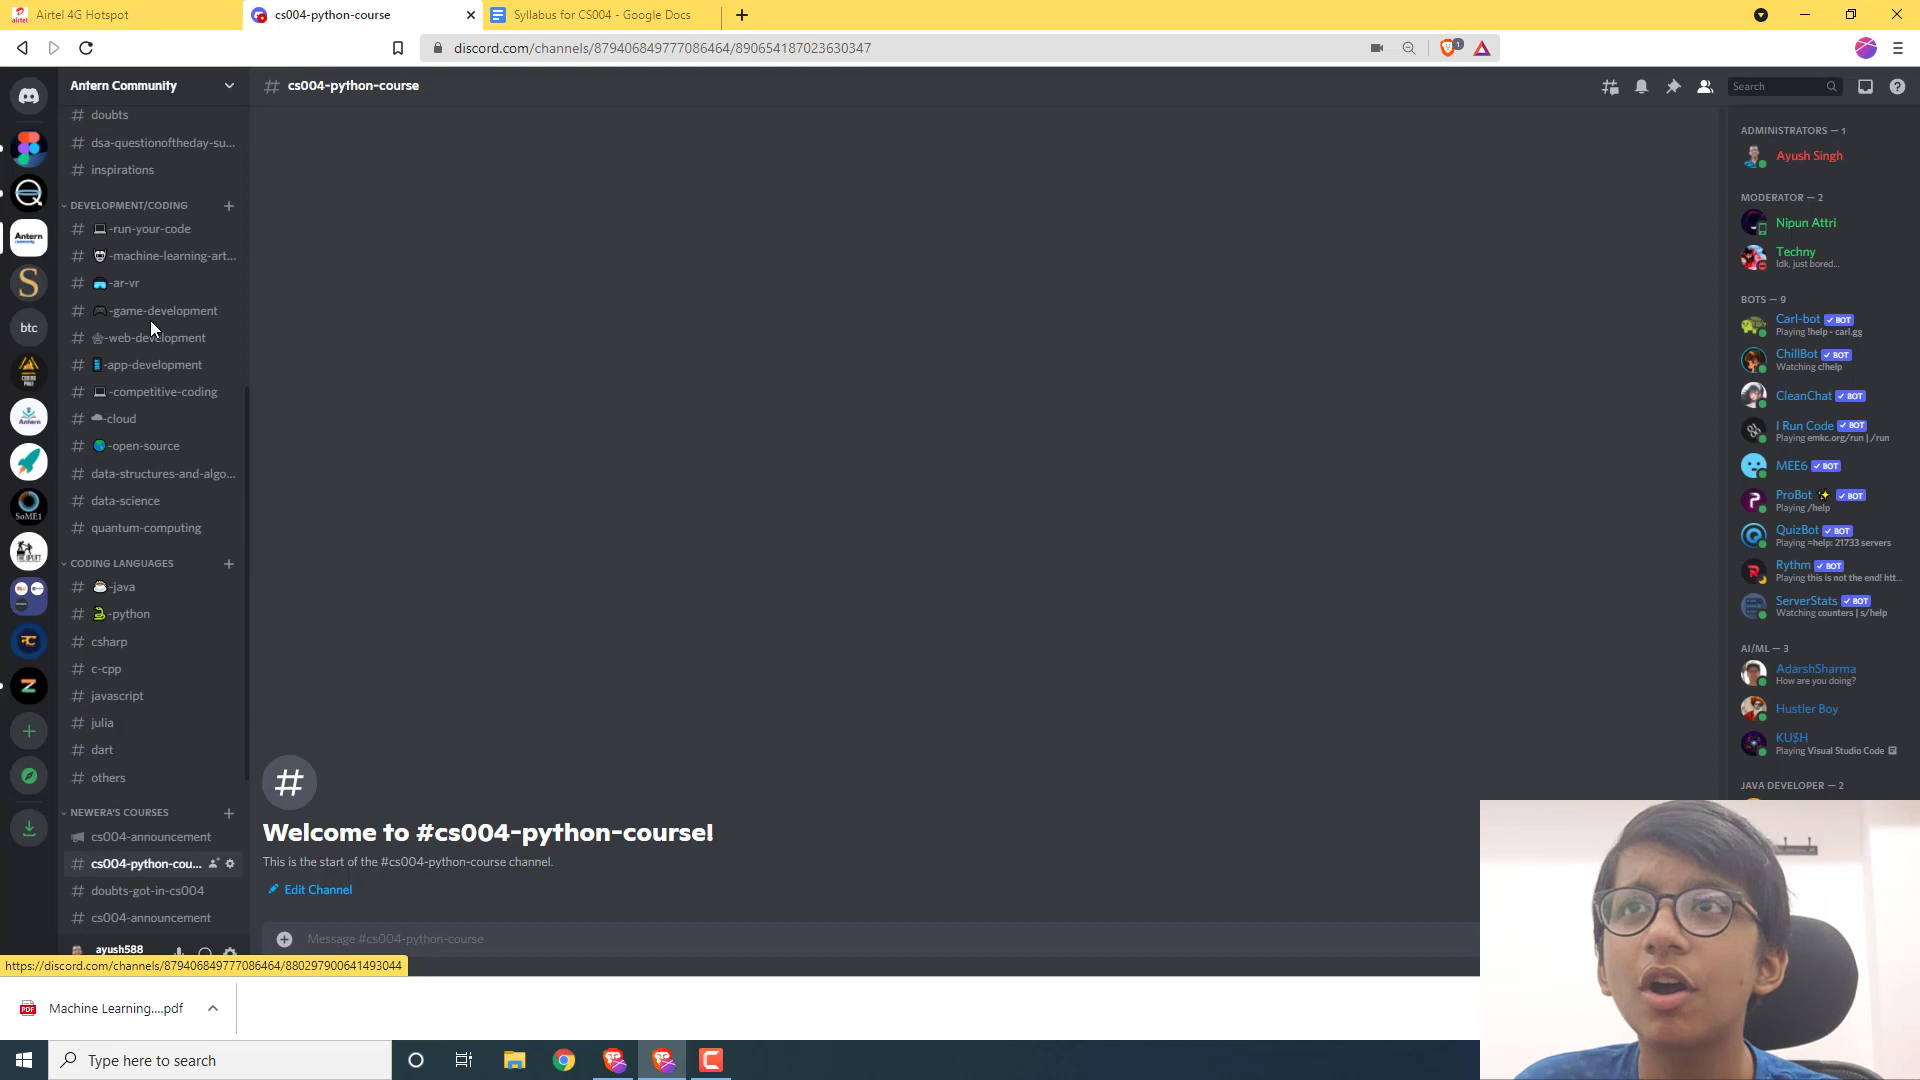 Airtel 4G Hotspot
cs004-python-course
Syllabus for CS004 - Google Docs
discord.com/channels/879406849777086464/890654187023630347
1
Antern Community
cs004-python-course
Search
doubts
dsa-questionoftheday-su...
inspirations
DEVELOPMENT/CODING
-run-your-code
-machine-learning-art...
-ar-vr
-game-development
-web-development
-app-development
-competitive-coding
-cloud
-open-source
data-structures-and-algo...
data-science
quantum-computing
CODING LANGUAGES
-java
-python
csharp
c-cpp
javascript
julia
dart
others
NEWERA'S COURSES
cs004-announcement
cs004-python-cou...
doubts-got-in-cs004
cs004-announcement
ayush588
Antern
S
btc
Antern
SoME1
Z
Welcome to #cs004-python-course!
This is the start of the #cs004-python-course channel.
Edit Channel
Message #cs004-python-course
ADMINISTRATORS — 1
Ayush Singh
MODERATOR — 2
Nipun Attri
Techny
Idk, just bored...
BOTS — 9
Carl-bot ✓ BOT
Playing !help - carl.gg
ChillBot ✓ BOT
Watching c!help
CleanChat ✓ BOT
I Run Code ✓ BOT
Playing emkc.org/run | /run
MEE6 ✓ BOT
ProBot ✨ ✓ BOT
Playing /help
QuizBot ✓ BOT
Playing =help: 21733 servers
Rythm ✓ BOT
Playing this is not the end! htt...
ServerStats ✓ BOT
Watching counters | s/help
AI/ML — 3
AdarshSharma
How are you doing?
Hustler Boy
KU$H
Playing Visual Studio Code
JAVA DEVELOPER — 2
https://discord.com/channels/879406849777086464/880297900641493044
Machine Learning....pdf
Type here to search